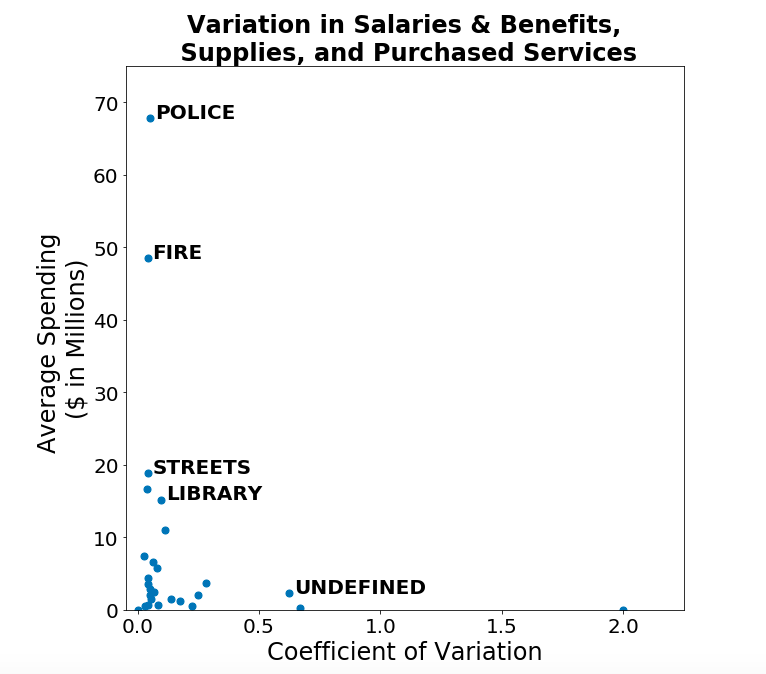 Variation in Salaries & Benefits,
Supplies, and Purchased Services
Average Spending
($ in Millions)
70
60
50
40
30
20
10
0
POLICE
FIRE
STREETS
LIBRARY
UNDEFINED
0.0 0.5 1.0 1.5 2.0
Coefficient of Variation